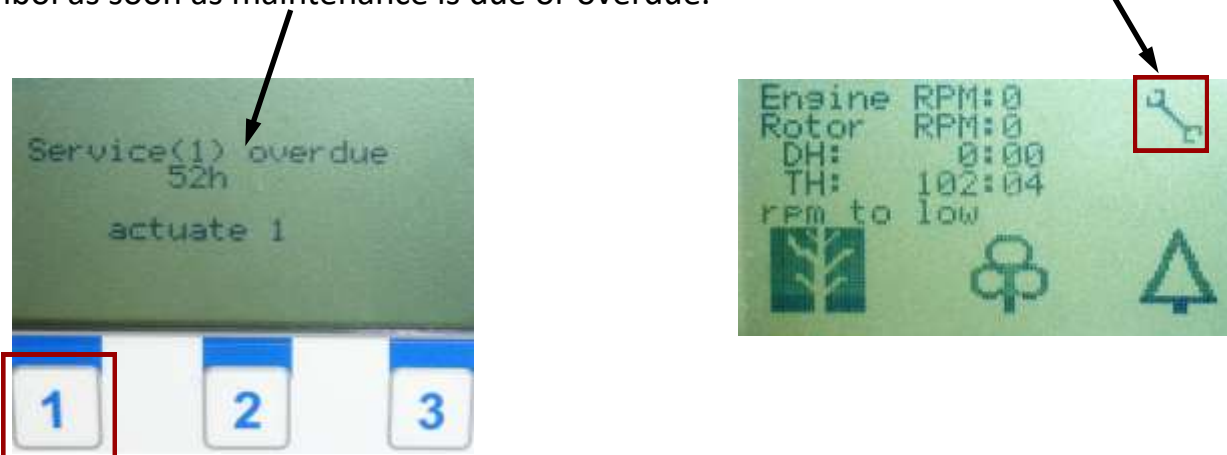 as soon as maintenance is due or overdue.
Service(1) overdue
52h
actuate 1
1 2 3
Engine RPM:0
Rotor RPM:0
DH: 0:00
TH: 102:04
rpm to low